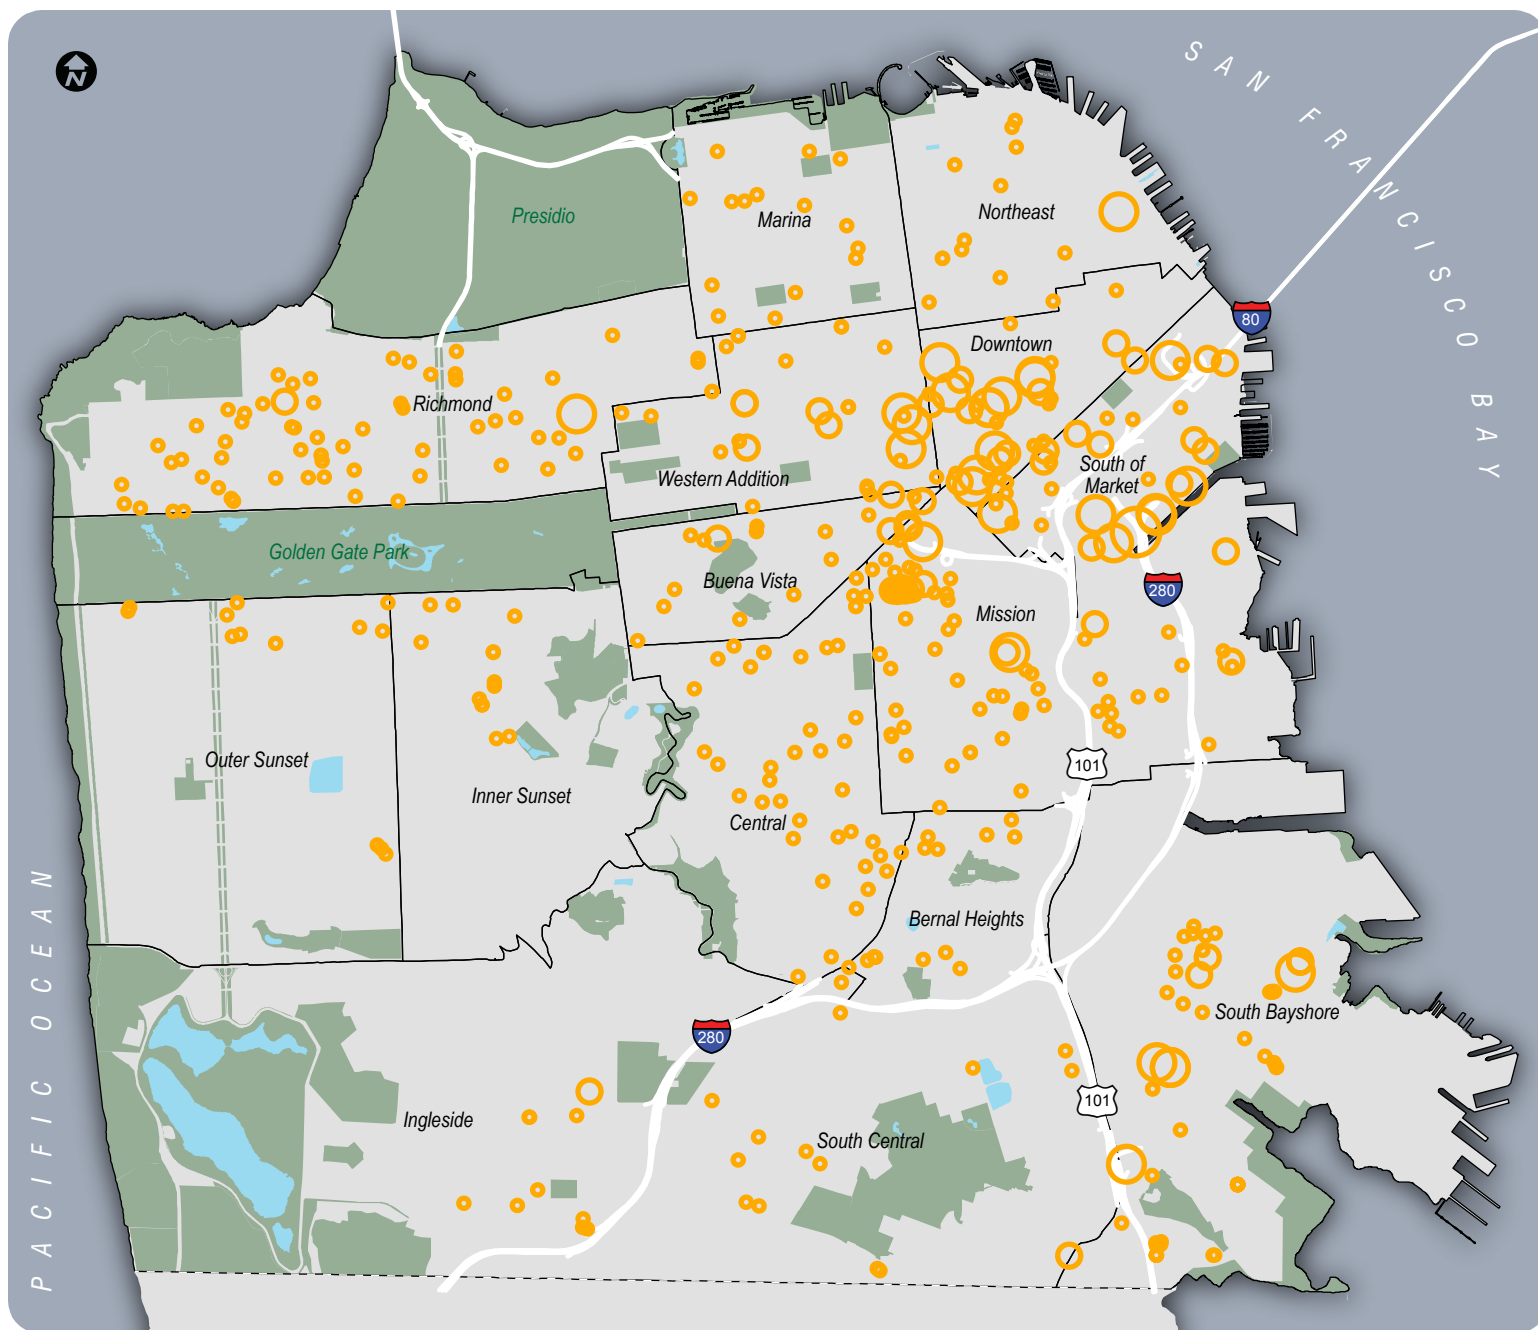 N
SAN FRANCISCO BAY
Presidio
Marina
Northeast
80
Downtown
Richmond
Western Addition
South of
Market
Golden Gate Park
Buena Vista
280
Mission
Outer Sunset
101
Inner Sunset
Central
PACIFIC OCEAN
Bernal Heights
South Bayshore
280
101
Ingleside
South Central